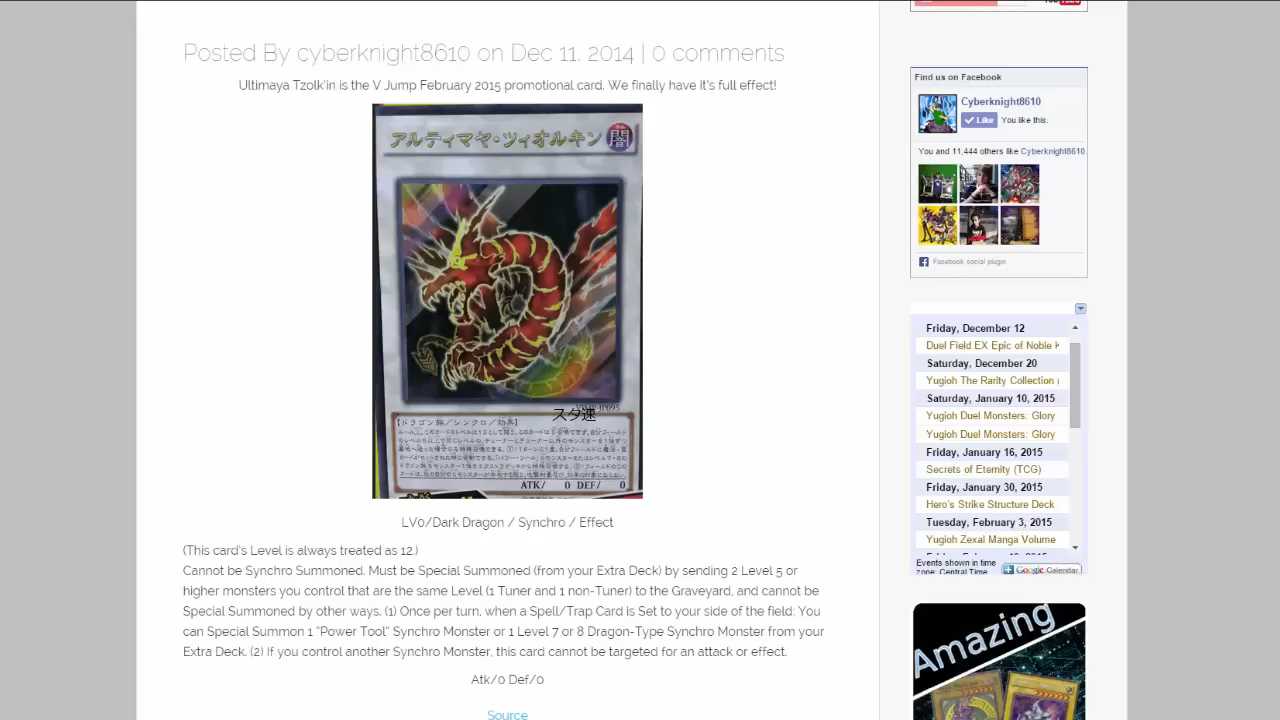 Posted By cyberknight8610 on Dec 11, 2014 | 0 comments
Ultimaya Tzolk'in is the V Jump February 2015 promotional card. We finally have it's full effect!
アルティマヤ・ツィオルキン
闇
スタ速
【ドラゴン族/シンクロ/効果】
ATK/ 0 DEF/ 0
LV0/Dark Dragon / Synchro / Effect
(This card's Level is always treated as 12.)
Cannot be Synchro Summoned. Must be Special Summoned (from your Extra Deck) by sending 2 Level 5 or
higher monsters you control that are the same Level (1 Tuner and 1 non-Tuner) to the Graveyard, and cannot be
Special Summoned by other ways. (1) Once per turn, when a Spell/Trap Card is Set to your side of the field: You
can Special Summon 1 "Power Tool" Synchro Monster or 1 Level 7 or 8 Dragon-Type Synchro Monster from your
Extra Deck. (2) If you control another Synchro Monster, this card cannot be targeted for an attack or effect.
Atk/0 Def/0
Source
Find us on Facebook
Cyberknight8610
Like You like this.
You and 11,444 others like Cyberknight8610.
Facebook social plugin
Friday, December 12
Duel Field EX Epic of Noble K
Saturday, December 20
Yugioh The Rarity Collection (
Saturday, January 10, 2015
Yugioh Duel Monsters: Glory
Yugioh Duel Monsters: Glory
Friday, January 16, 2015
Secrets of Eternity (TCG)
Friday, January 30, 2015
Hero's Strike Structure Deck
Tuesday, February 3, 2015
Yugioh Zexal Manga Volume
Events shown in time
zone: Central Time
Google Calendar
Amazing